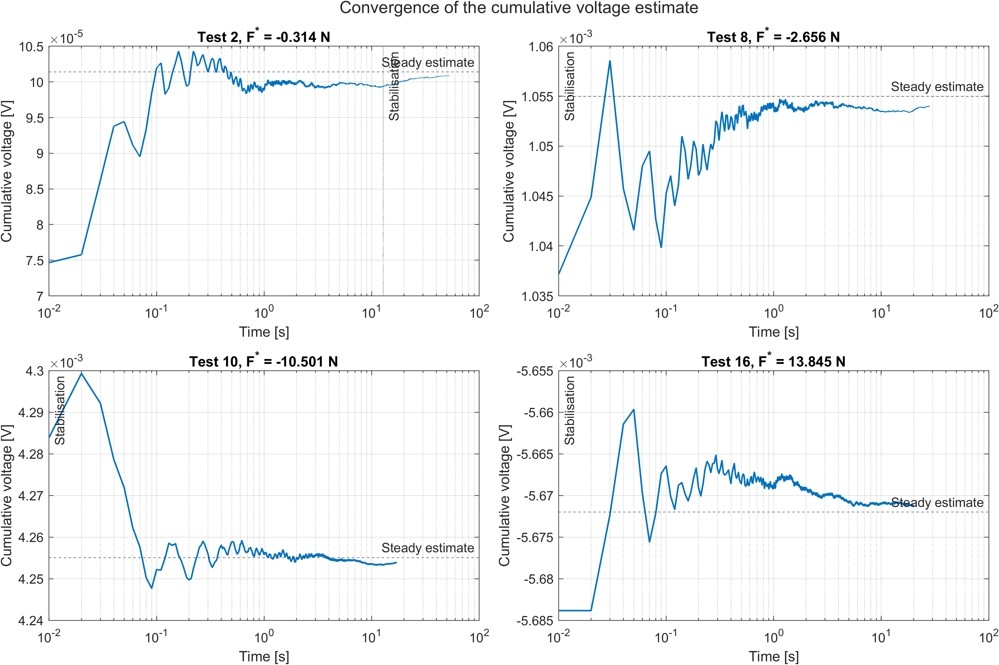 Convergence of the cumulative voltage estimate
×10-5
Test 2, F* = -0.314 N
10.5
10
9.5
9
8.5
8
7.5
7
Cumulative voltage [V]
Steady estimate
Stabilisation
10-2
10-1
100
101
102
Time [s]
×10-3
Test 8, F* = -2.656 N
1.06
1.055
1.05
1.045
1.04
1.035
Cumulative voltage [V]
Stabilisation
Steady estimate
10-2
10-1
100
101
102
Time [s]
×10-3
Test 10, F* = -10.501 N
4.3
4.29
4.28
4.27
4.26
4.25
4.24
Cumulative voltage [V]
Stabilisation
Steady estimate
10-2
10-1
100
101
102
Time [s]
×10-3
Test 16, F* = 13.845 N
-5.655
-5.66
-5.665
-5.67
-5.675
-5.68
-5.685
Cumulative voltage [V]
Stabilisation
Steady estimate
10-2
10-1
100
101
102
Time [s]